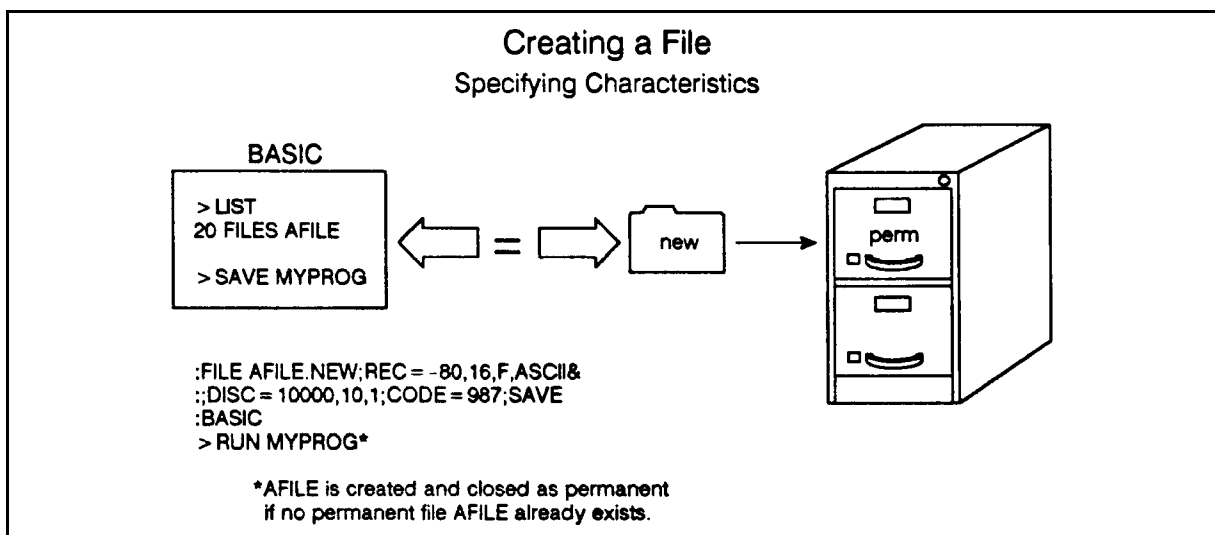 Creating a File
Specifying Characteristics
BASIC
> LIST
20 FILES AFILE
> SAVE MYPROG
=
new
perm
:FILE AFILE.NEW;REC = -80,16,F,ASCII&
:;DISC = 10000,10,1;CODE = 987;SAVE
:BASIC
> RUN MYPROG*
*AFILE is created and closed as permanent
if no permanent file AFILE already exists.